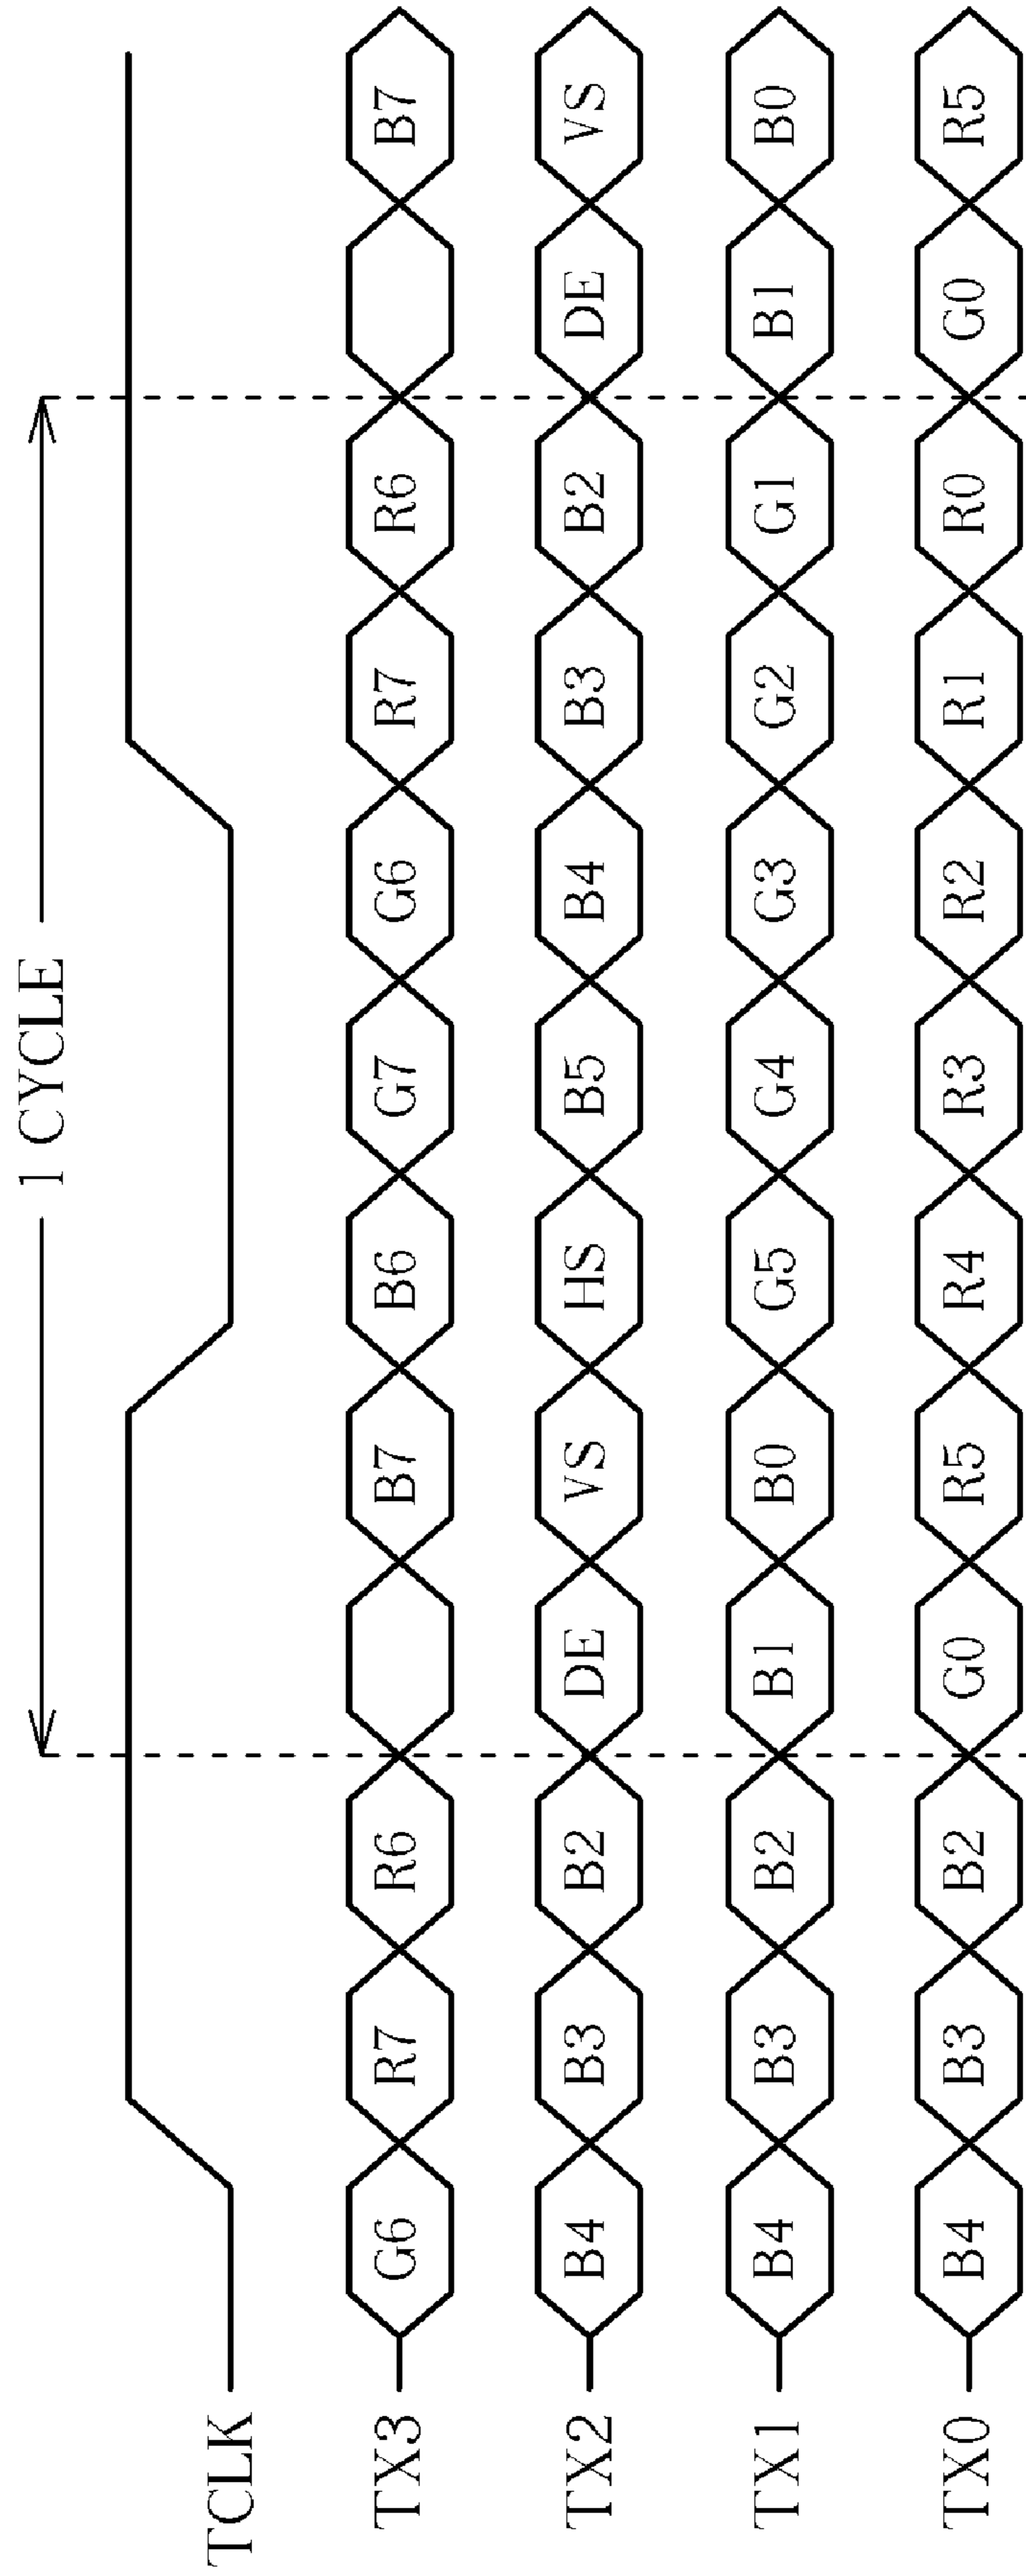 1 CYCLE
TCLK
TX3 G6 R7 R6 B7 B6 G7 G6 R7 R6 B7
TX2 B4 B3 B2 DE VS HS B5 B4 B3 B2 DE VS
TX1 B4 B3 B2 B1 B0 G5 G4 G3 G2 G1 B1 B0
TX0 B4 B3 B2 G0 R5 R4 R3 R2 R1 R0 G0 R5